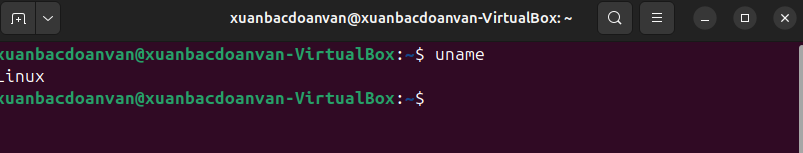 xuanbacdoanvan@xuanbacdoanvan-VirtualBox: ~
xuanbacdoanvan@xuanbacdoanvan-VirtualBox:~$ uname
Linux
xuanbacdoanvan@xuanbacdoanvan-VirtualBox:~$